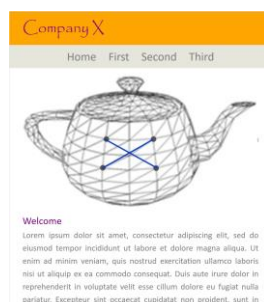 Company X
Home First Second Third
Welcome
Lorem ipsum dolor sit amet, consectetur adipiscing elit, sed do
eiusmod tempor incididunt ut labore et dolore magna aliqua. Ut
enim ad minim veniam, quis nostrud exercitation ullamco laboris
nisi ut aliquip ex ea commodo consequat. Duis aute irure dolor in
reprehenderit in voluptate velit esse cillum dolore eu fugiat nulla
pariatur. Excepteur sint occaecat cupidatat non proident, sunt in